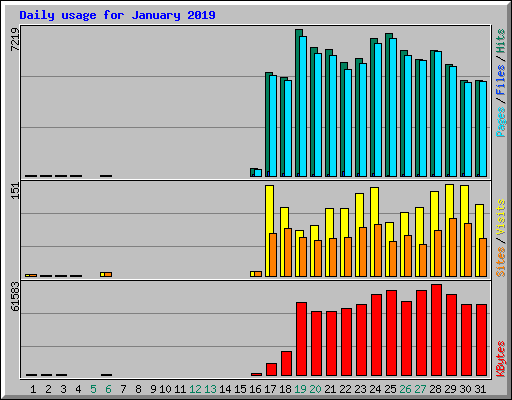 Daily usage for January 2019
7219
Pages/Files/Hits
151
Sites/Visits
61583
KBytes
1 2 3 4 5 6 7 8 9 10 11 12 13 14 15 16 17 18 19 20 21 22 23 24 25 26 27 28 29 30 31